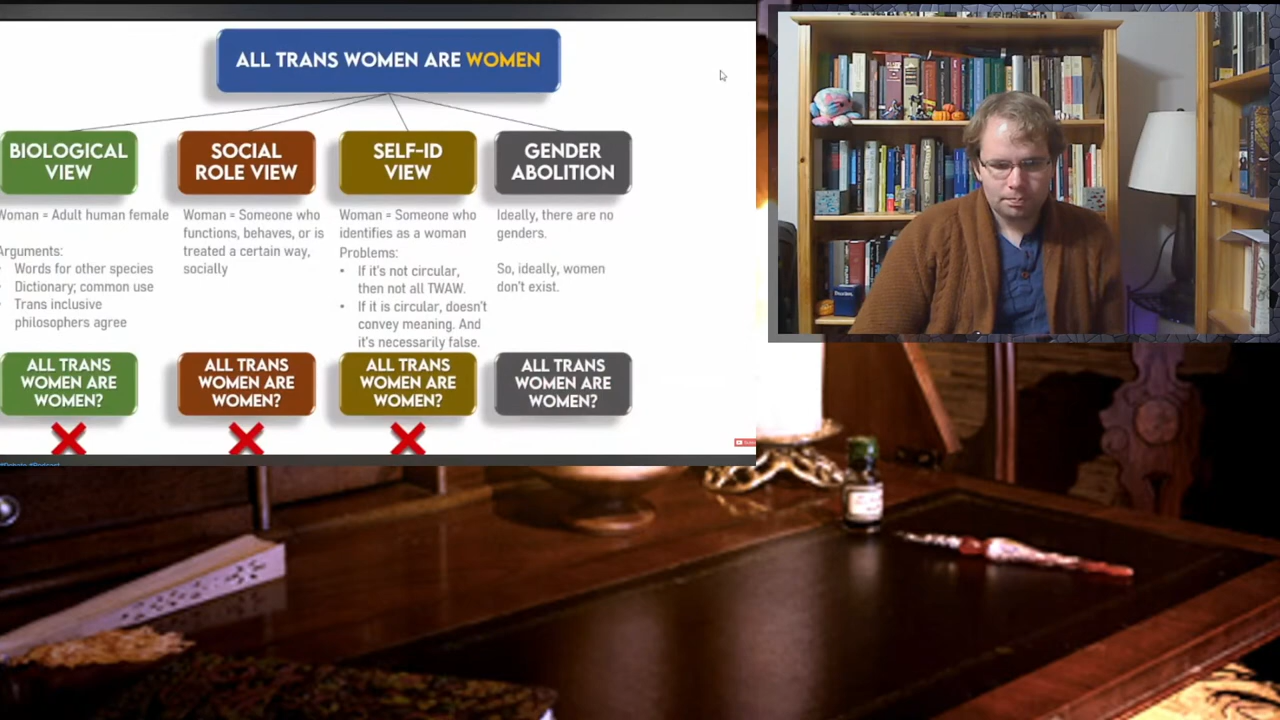 ALL TRANS WOMEN ARE WOMEN
BIOLOGICAL
VIEW
Woman = Adult human female
Arguments:
Words for other species
Dictionary; common use
Trans inclusive
philosophers agree
ALL TRANS
WOMEN ARE
WOMEN?
SOCIAL
ROLE VIEW
Woman = Someone who
functions, behaves, or is
treated a certain way,
socially
ALL TRANS
WOMEN ARE
WOMEN?
SELF-ID
VIEW
Woman = Someone who
identifies as a woman
Problems:
• If it's not circular,
then not all TWAW.
• If it is circular, doesn't
convey meaning. And
it's necessarily false.
ALL TRANS
WOMEN ARE
WOMEN?
GENDER
ABOLITION
Ideally, there are no
genders.
So, ideally, women
don't exist.
ALL TRANS
WOMEN ARE
WOMEN?
#Debate #Podcast